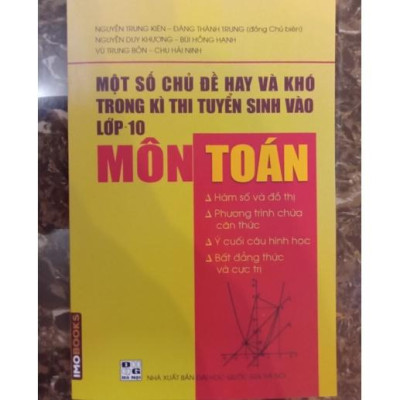 NGUYỄN TRUNG KIÊN - ĐẶNG THÀNH TRUNG (đồng Chủ biên)
NGUYỄN DUY KHƯƠNG - BÙI HỒNG HẠNH
VŨ TRUNG BỒN - CHU HẢI NINH
MỘT SỐ CHỦ ĐỀ HAY VÀ KHÓ
TRONG KÌ THI TUYỂN SINH VÀO
LỚP 10
MÔN TOÁN
Hàm số và đồ thị
Phương trình chứa
căn thức
Ý cuối câu hình học
Bất đẳng thức
và cực trị
IMOBOOKS
HÀ NỘI
NHÀ XUẤT BẢN ĐẠI HỌC QUỐC GIA HÀ NỘI